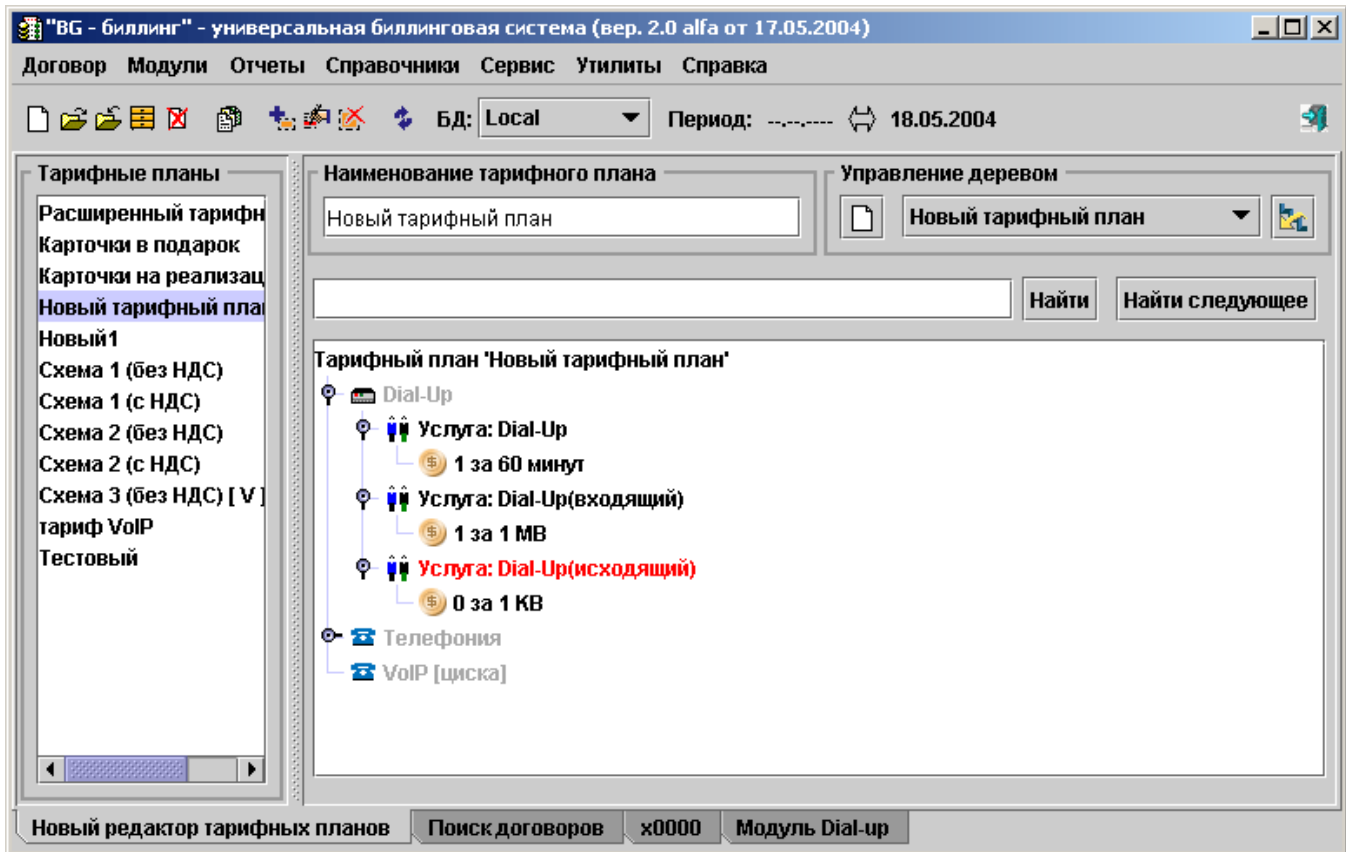 "BG - биллинг" - универсальная биллинговая система (вер. 2.0 alfa от 17.05.2004)
Договор Модули Отчеты Справочники Сервис Утилиты Справка
БД: Local Период: --.--.---- 18.05.2004
Тарифные планы
Расширенный тарифн
Карточки в подарок
Карточки на реализац
Новый тарифный пла
Новый1
Схема 1 (без НДС)
Схема 1 (с НДС)
Схема 2 (без НДС)
Схема 2 (с НДС)
Схема 3 (без НДС) [ V ]
тариф VoIP
Тестовый
Наименование тарифного плана
Новый тарифный план
Управление деревом
Новый тарифный план
Найти Найти следующее
Тарифный план 'Новый тарифный план'
Dial-Up
Услуга: Dial-Up
1 за 60 минут
Услуга: Dial-Up(входящий)
1 за 1 MB
Услуга: Dial-Up(исходящий)
0 за 1 KB
Телефония
VoIP [циска]
Новый редактор тарифных планов Поиск договоров x0000 Модуль Dial-up